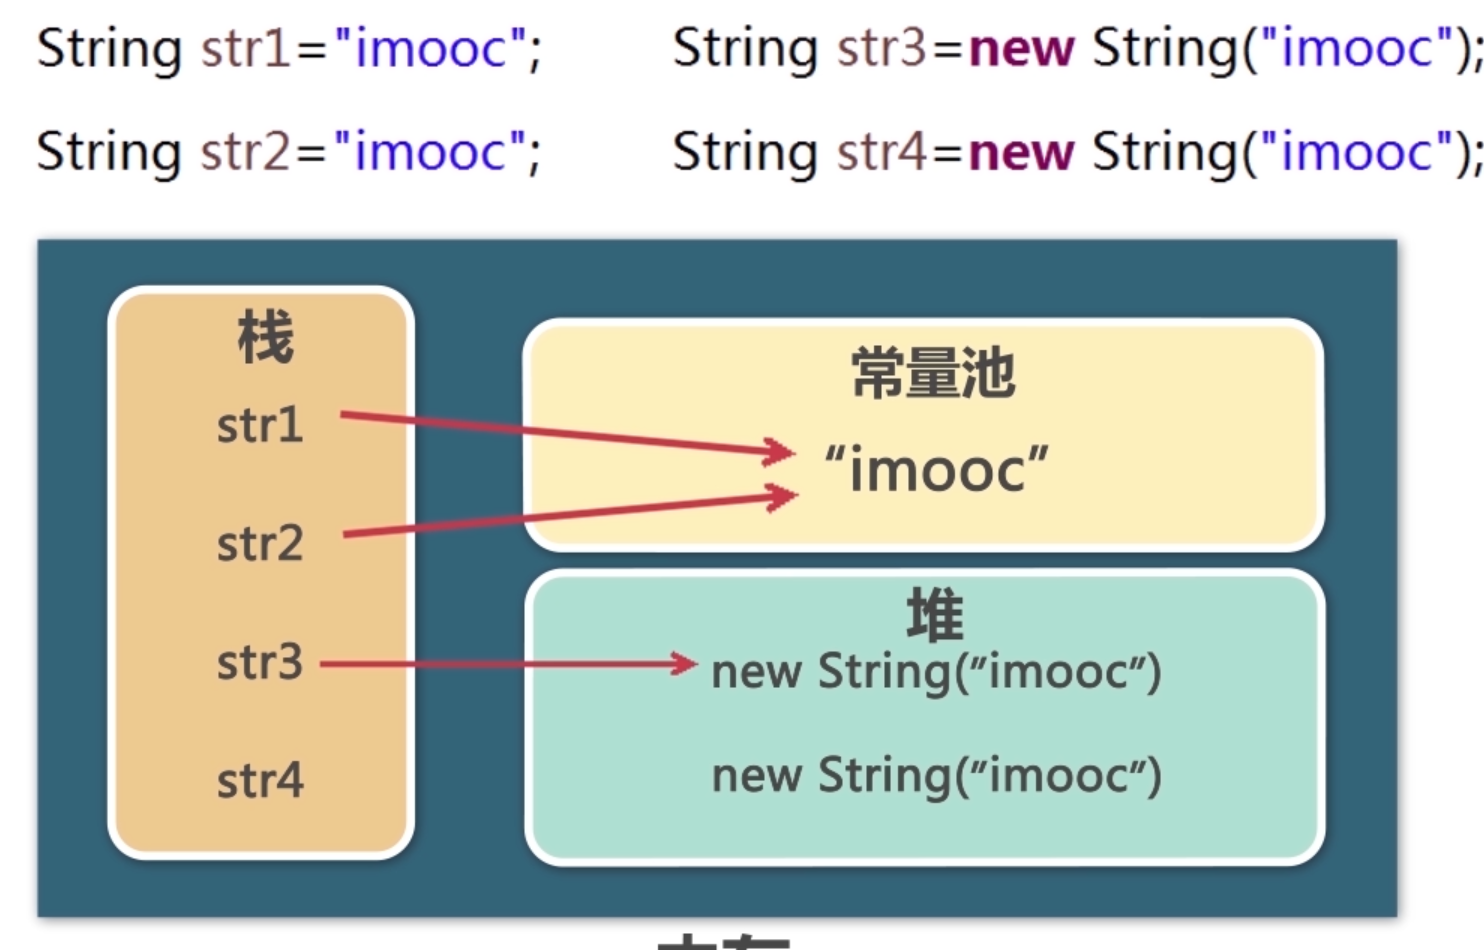 String str1="imooc"; String str3=new String("imooc");
String str2="imooc"; String str4=new String("imooc");
栈
str1
str2
str3
str4
常量池
“imooc”
堆
new String(”imooc”)
new String(”imooc”)